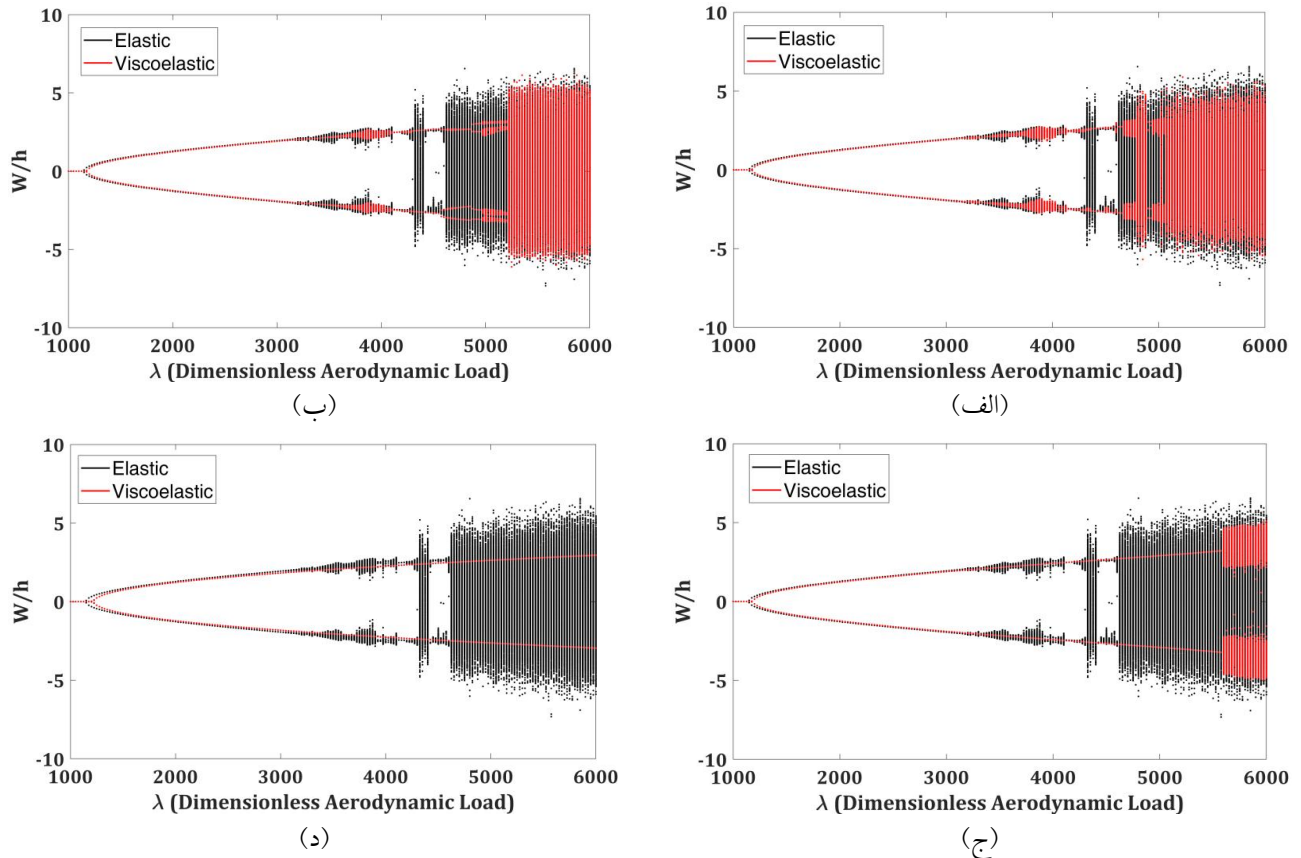 10
5
0
-5
-10
W/h
Elastic
Viscoelastic
1000 2000 3000 4000 5000 6000
λ (Dimensionless Aerodynamic Load)
(ب)
10
5
0
-5
-10
W/h
Elastic
Viscoelastic
1000 2000 3000 4000 5000 6000
λ (Dimensionless Aerodynamic Load)
(الف)
10
5
0
-5
-10
W/h
Elastic
Viscoelastic
1000 2000 3000 4000 5000 6000
λ (Dimensionless Aerodynamic Load)
(د)
10
5
0
-5
-10
W/h
Elastic
Viscoelastic
1000 2000 3000 4000 5000 6000
λ (Dimensionless Aerodynamic Load)
(ج)